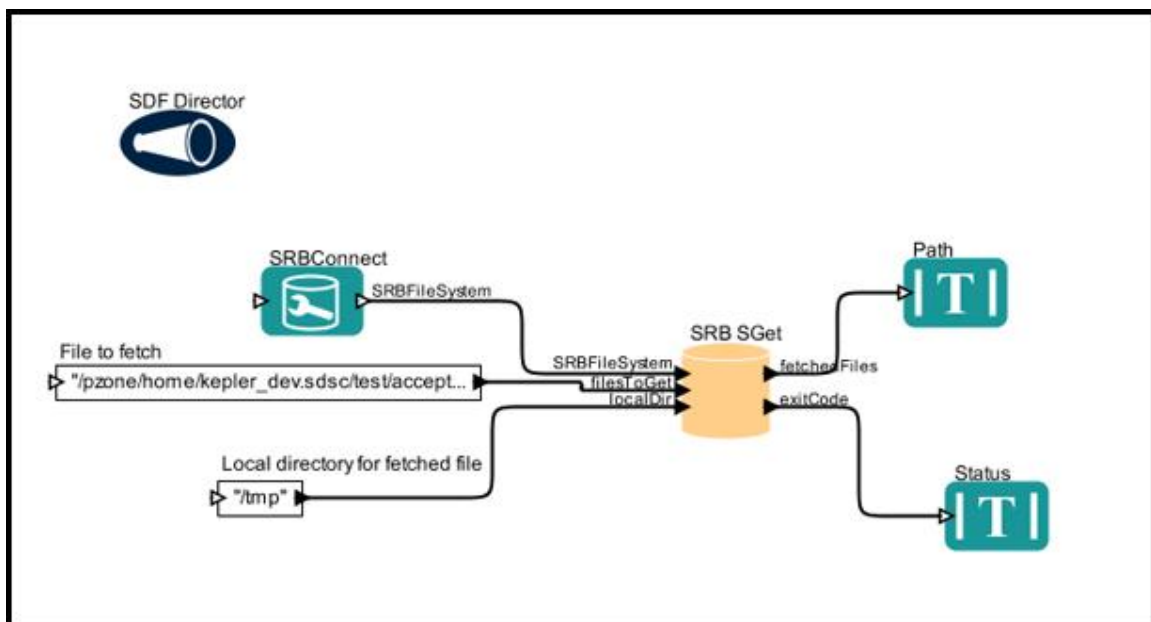 SDF Director
SRBConnect
SRBFileSystem
File to fetch
"/pzone/home/kepler_dev.sdsc/test/accept...
Local directory for fetched file
"/tmp"
SRB SGet
SRBFileSystem
filesToGet
localDir
fetchedFiles
exitCode
Path
T
Status
T